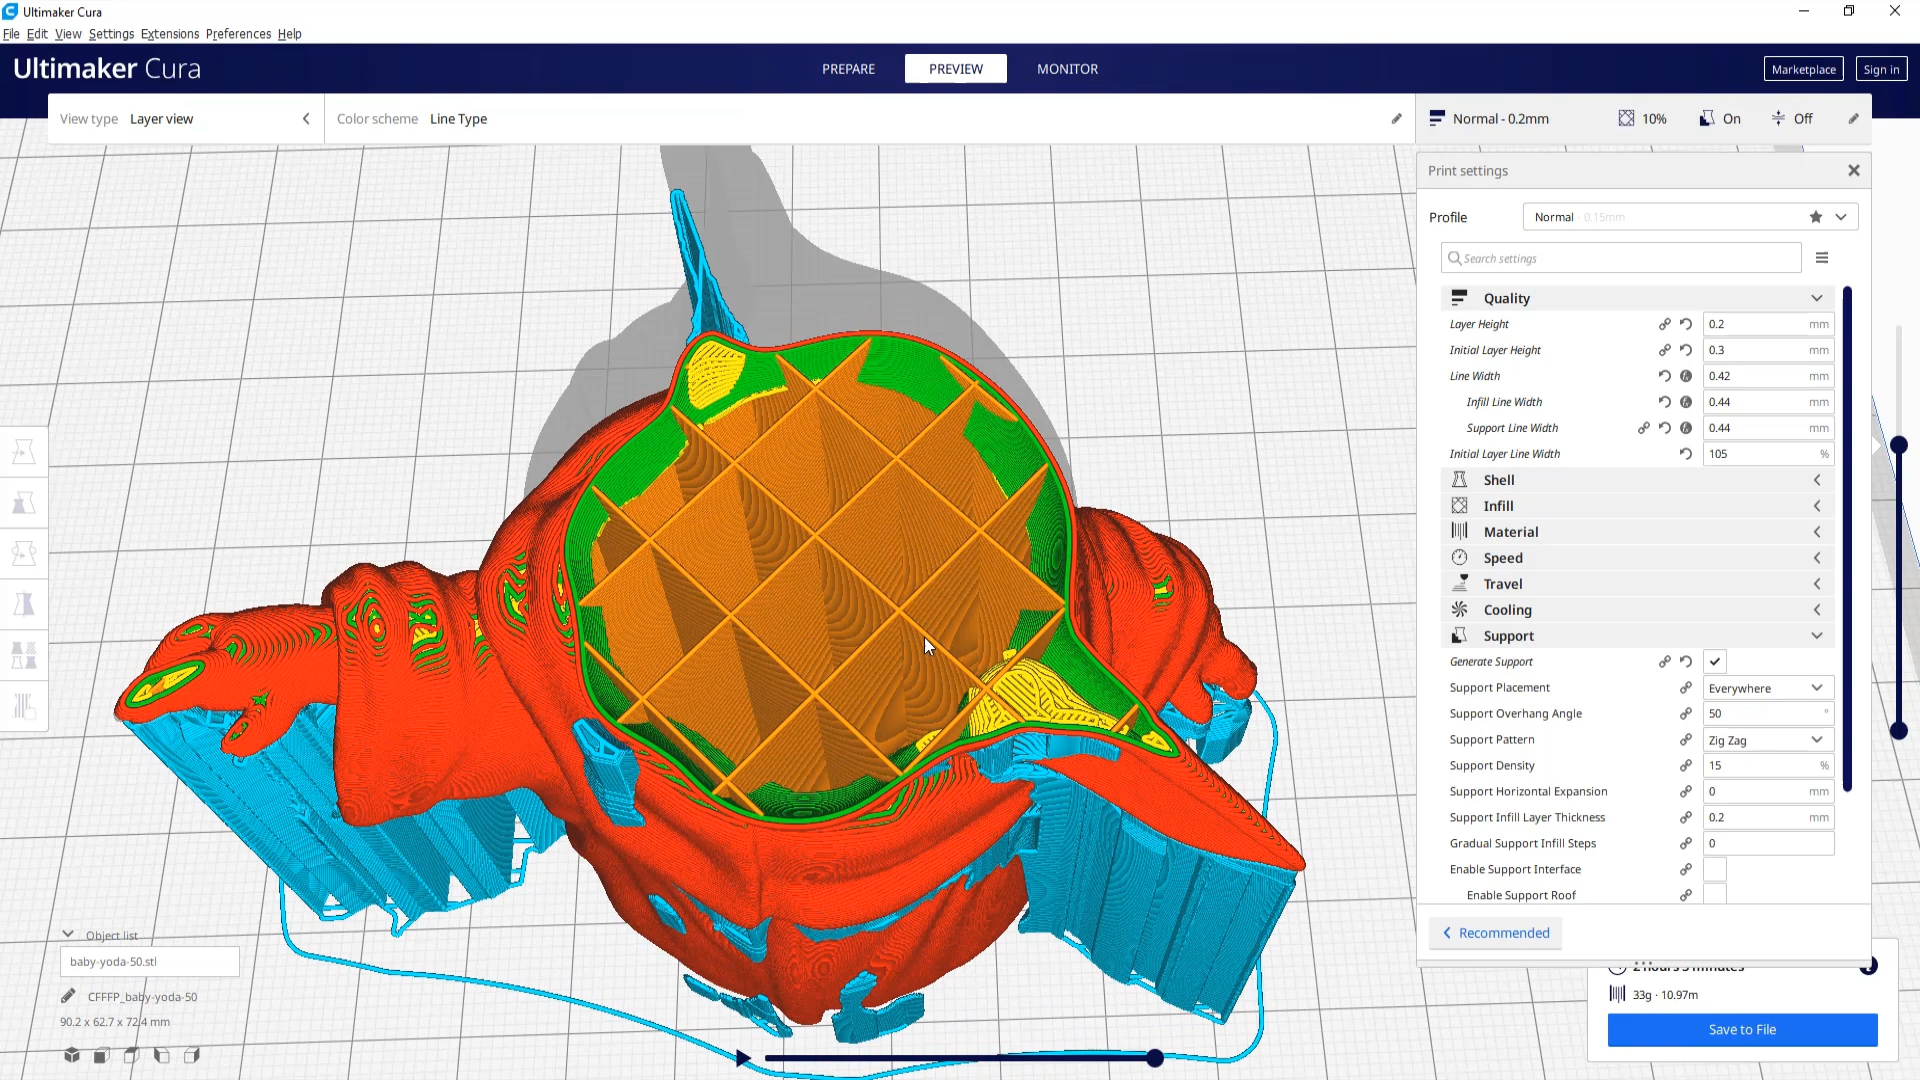 Ultimaker Cura
File Edit View Settings Extensions Preferences Help
Ultimaker Cura
PREPARE
PREVIEW
MONITOR
Marketplace
Sign in
View type Layer view
Color scheme Line Type
Normal - 0.2mm
10%
On
Off
Print settings
Profile
Normal 0.15mm
Search settings
Quality
Layer Height 0.2 mm
Initial Layer Height 0.3 mm
Line Width 0.42 mm
Infill Line Width 0.44 mm
Support Line Width 0.44 mm
Initial Layer Line Width 105 %
Shell
Infill
Material
Speed
Travel
Cooling
Support
Generate Support
Support Placement Everywhere
Support Overhang Angle 50 °
Support Pattern Zig Zag
Support Density 15 %
Support Horizontal Expansion 0 mm
Support Infill Layer Thickness 0.2 mm
Gradual Support Infill Steps 0
Enable Support Interface
Enable Support Roof
Recommended
Object list
baby-yoda-50.stl
CFFFP_baby-yoda-50
90.2 x 62.7 x 72.4 mm
33g · 10.97m
Save to File